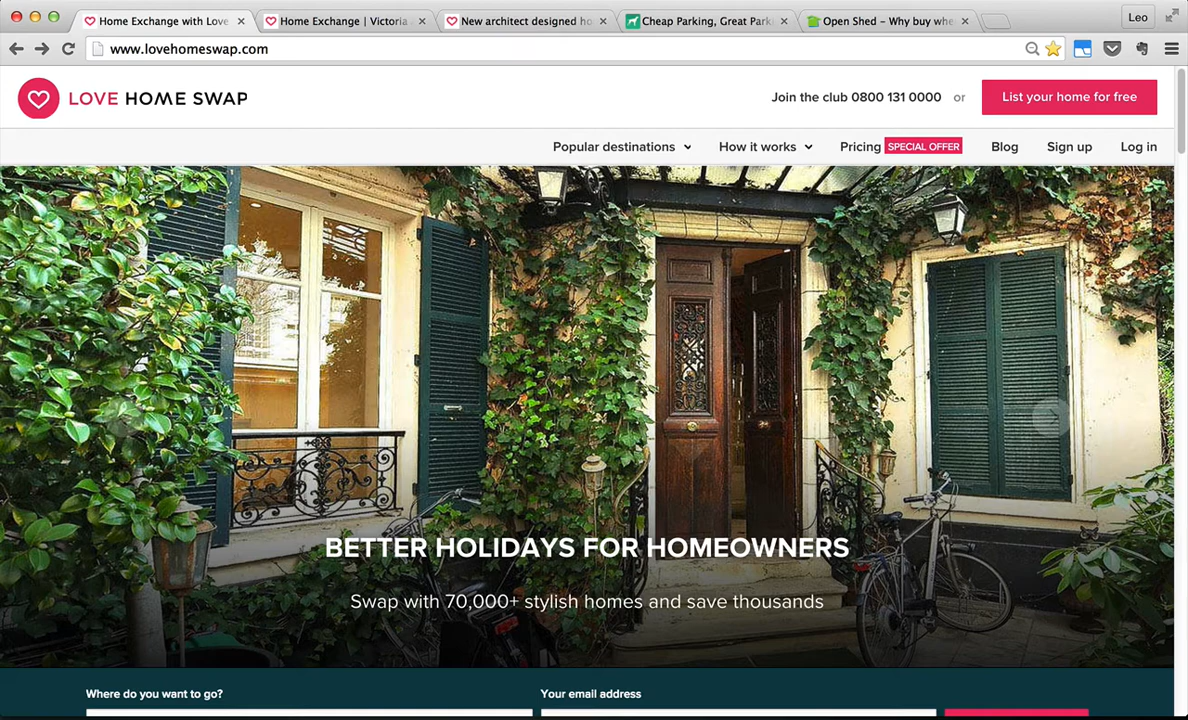 Home Exchange with Love
Home Exchange | Victoria
New architect designed ho
Cheap Parking, Great Park
Open Shed – Why buy whe
Leo
www.lovehomeswap.com
LOVE HOME SWAP
Join the club 0800 131 0000 or
List your home for free
Popular destinations
How it works
Pricing SPECIAL OFFER
Blog
Sign up
Log in
BETTER HOLIDAYS FOR HOMEOWNERS
Swap with 70,000+ stylish homes and save thousands
Where do you want to go?
Your email address